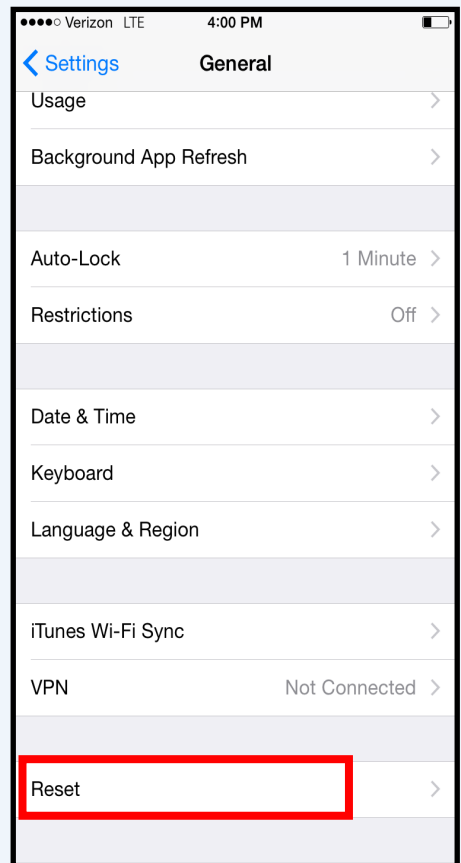 Verizon LTE 4:00 PM
Settings General
Usage
Background App Refresh
Auto-Lock 1 Minute
Restrictions Off
Date & Time
Keyboard
Language & Region
iTunes Wi-Fi Sync
VPN Not Connected
Reset